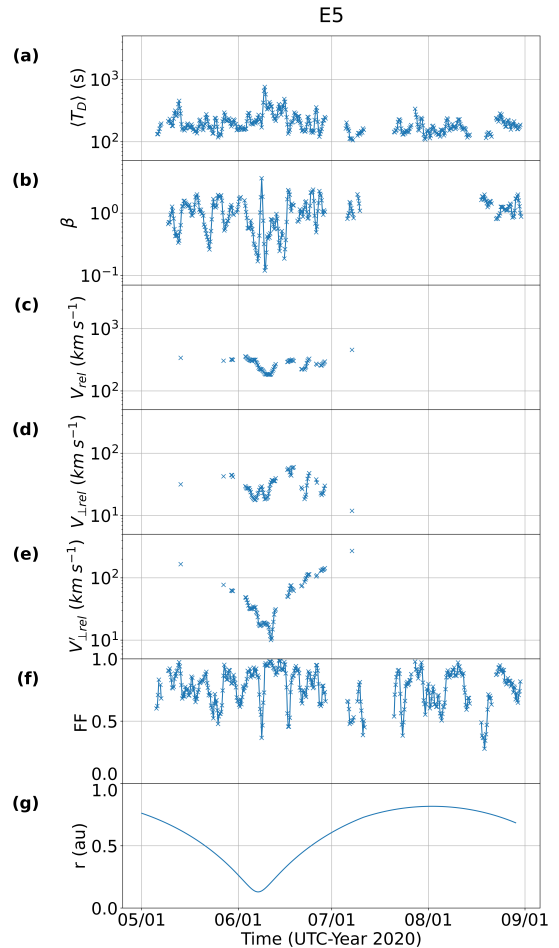 E5
(a)
⟨T_D⟩ (s)
10³
10²
(b)
β
10⁰
10⁻¹
(c)
V_rel (km s⁻¹)
10³
10²
(d)
V_⊥rel (km s⁻¹)
10²
10¹
(e)
V′_⊥rel (km s⁻¹)
10²
10¹
(f)
FF
1.0
0.5
0.0
(g)
r (au)
1.0
0.5
0.0
05/01 06/01 07/01 08/01 09/01
Time (UTC-Year 2020)